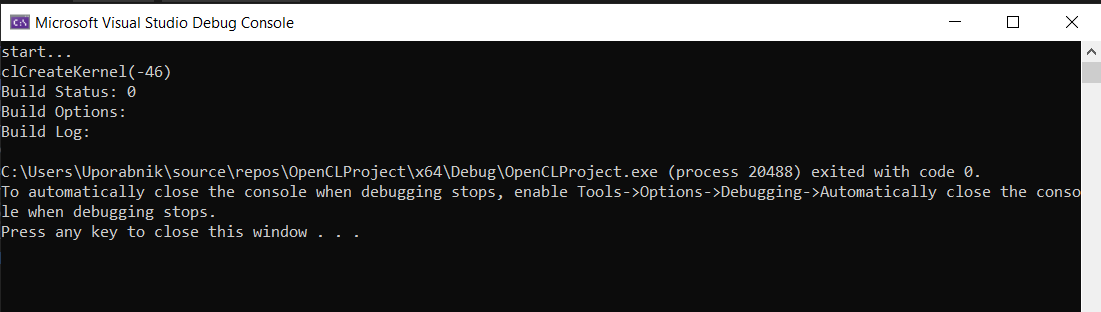 Microsoft Visual Studio Debug Console
start...
clCreateKernel(-46)
Build Status: 0
Build Options:
Build Log:
C:\Users\Uporabnik\source\repos\OpenCLProject\x64\Debug\OpenCLProject.exe (process 20488) exited with code 0.
To automatically close the console when debugging stops, enable Tools->Options->Debugging->Automatically close the conso
le when debugging stops.
Press any key to close this window . . .